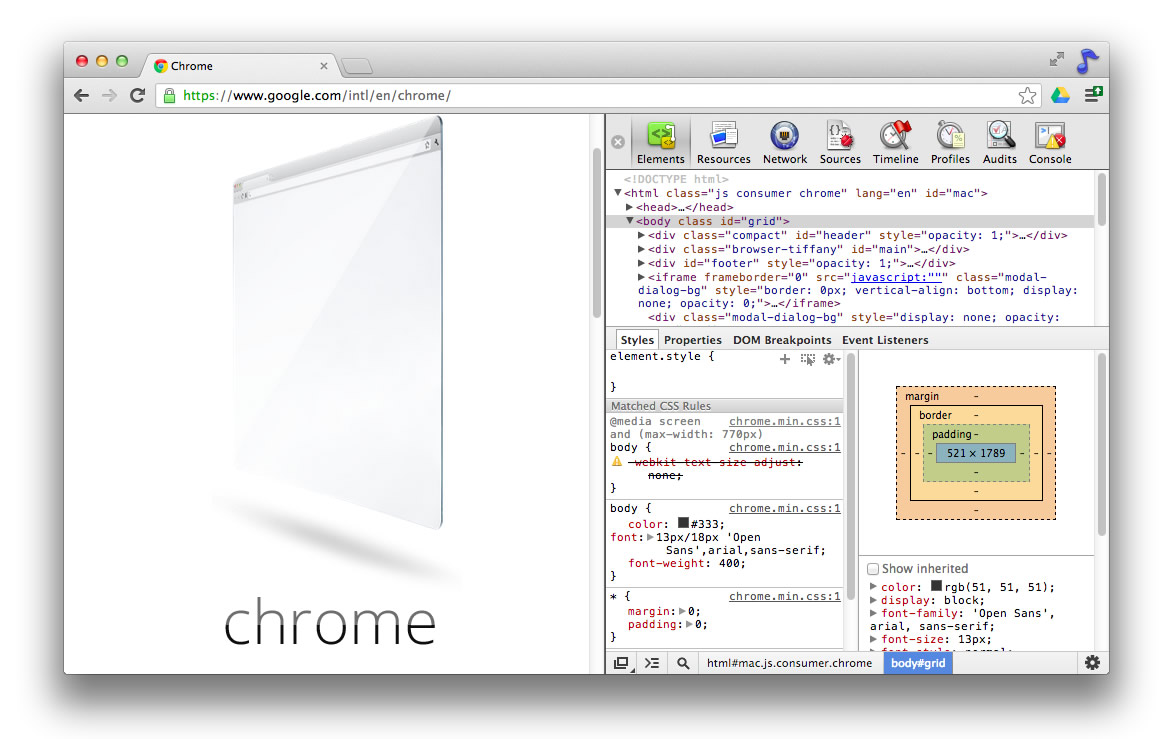 Chrome
https://www.google.com/intl/en/chrome/
chrome
Elements Resources Network Sources Timeline Profiles Audits Console
<!DOCTYPE html>
▼<html class="js consumer chrome" lang="en" id="mac">
▶<head>…</head>
▼<body class id="grid">
▶<div class="compact" id="header" style="opacity: 1;">…</div>
▶<div class="browser-tiffany" id="main">…</div>
▶<div id="footer" style="opacity: 1;">…</div>
▶<iframe frameborder="0" src="javascript:""" class="modal-
dialog-bg" style="border: 0px; vertical-align: bottom; display:
none; opacity: 0;">…</iframe>
<div class="modal-dialog-bg" style="display: none; opacity:
Styles Properties DOM Breakpoints Event Listeners
element.style {
}
Matched CSS Rules
@media screen chrome.min.css:1
and (max-width: 770px)
body { chrome.min.css:1
-webkit-text-size-adjust:
none;
}
body { chrome.min.css:1
color: #333;
font: ▶13px/18px 'Open
Sans',arial,sans-serif;
font-weight: 400;
}
* { chrome.min.css:1
margin: ▶0;
padding: ▶0;
}
margin -
border -
padding -
- - - 521 × 1789 - - -
-
-
-
Show inherited
▶ color: rgb(51, 51, 51);
▶ display: block;
▶ font-family: 'Open Sans',
arial, sans-serif;
▶ font-size: 13px;
▶ font-style: normal;
html#mac.js.consumer.chrome body#grid